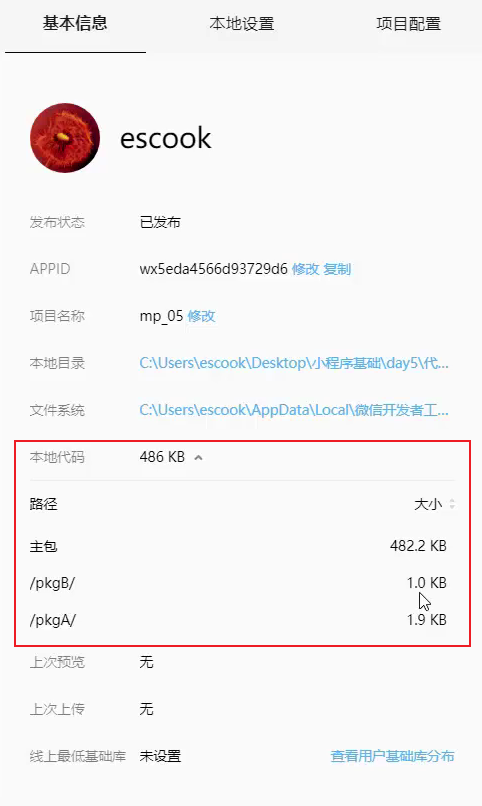 基本信息 本地设置 项目配置
escook
发布状态 已发布
APPID wx5eda4566d93729d6 修改 复制
项目名称 mp_05 修改
本地目录 C:\Users\escook\Desktop\小程序基础\day5\代...
文件系统 C:\Users\escook\AppData\Local\微信开发者工...
本地代码 486 KB
路径 大小
主包 482.2 KB
/pkgB/ 1.0 KB
/pkgA/ 1.9 KB
上次预览 无
上次上传 无
线上最低基础库 未设置 查看用户基础库分布